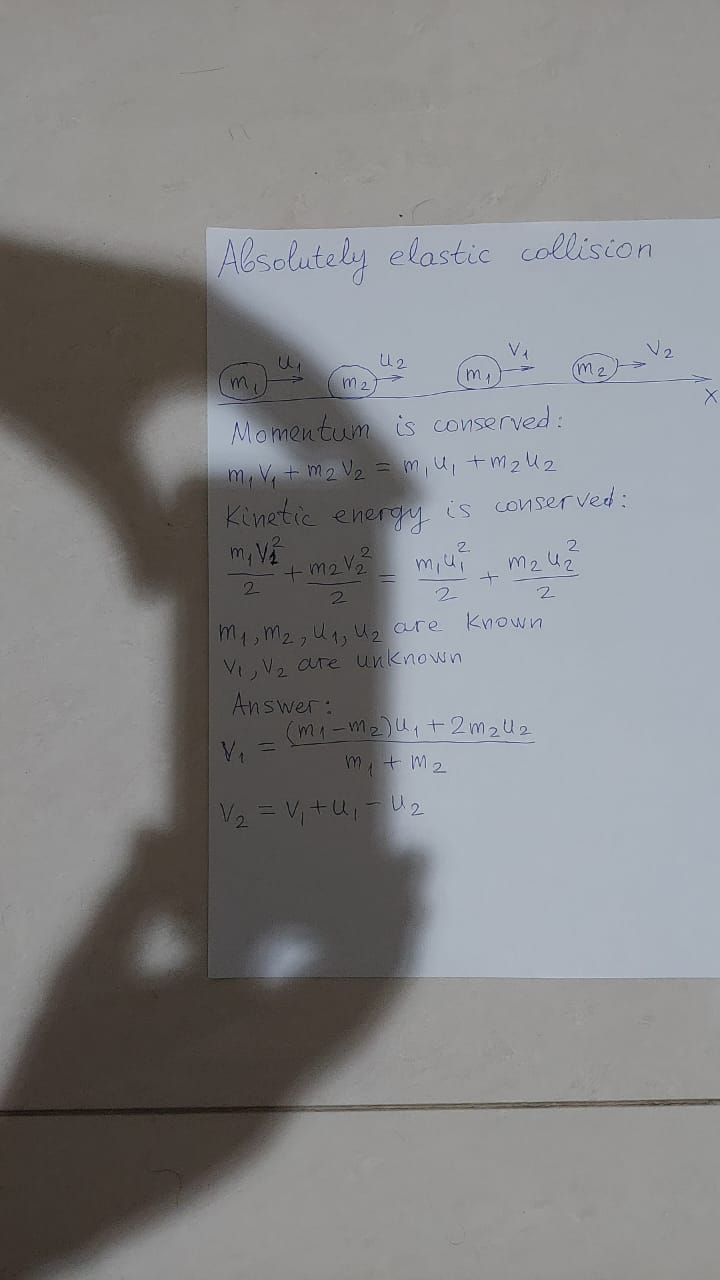 Absolutely elastic collision
m₁ u₁ m₂ u₂ m₁ V₁ m₂ V₂
x
Momentum is conserved:
m₁V₁ + m₂V₂ = m₁u₁ + m₂u₂
Kinetic energy is conserved:
m₁V₁²/2 + m₂V₂²/2 = m₁u₁²/2 + m₂u₂²/2
m₁, m₂, u₁, u₂ are known
V₁, V₂ are unknown
Answer:
V₁ = (m₁-m₂)u₁ + 2m₂u₂ / m₁ + m₂
V₂ = V₁ + u₁ - u₂